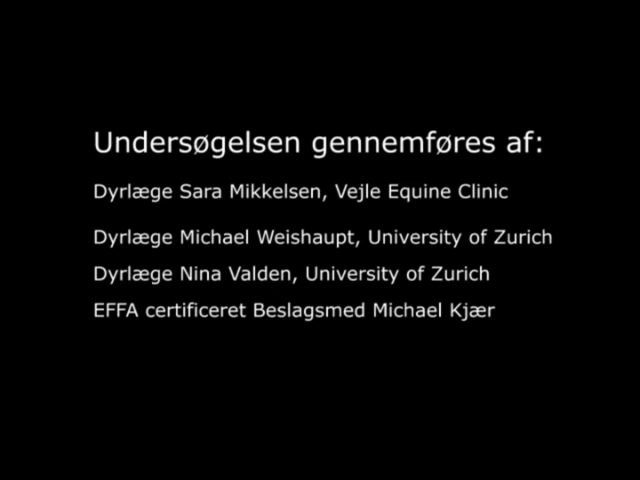 Undersøgelsen gennemføres af:
Dyrlæge Sara Mikkelsen, Vejle Equine Clinic
Dyrlæge Michael Weishaupt, University of Zurich
Dyrlæge Nina Valden, University of Zurich
EFFA certificeret Beslagsmed Michael Kjær